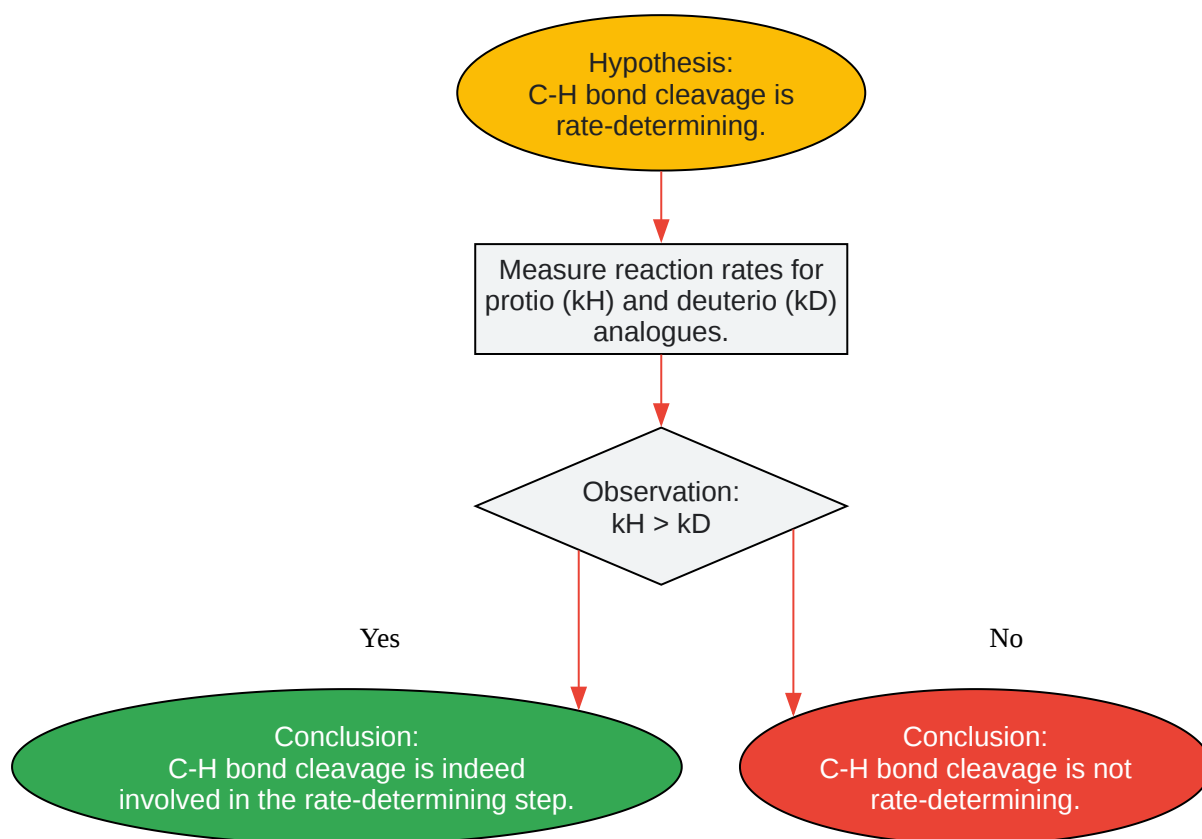 Hypothesis:
C-H bond cleavage is
rate-determining.
Measure reaction rates for
protio (kH) and deuterio (kD)
analogues.
Observation:
kH > kD
Yes
No
Conclusion:
C-H bond cleavage is indeed
involved in the rate-determining step.
Conclusion:
C-H bond cleavage is not
rate-determining.